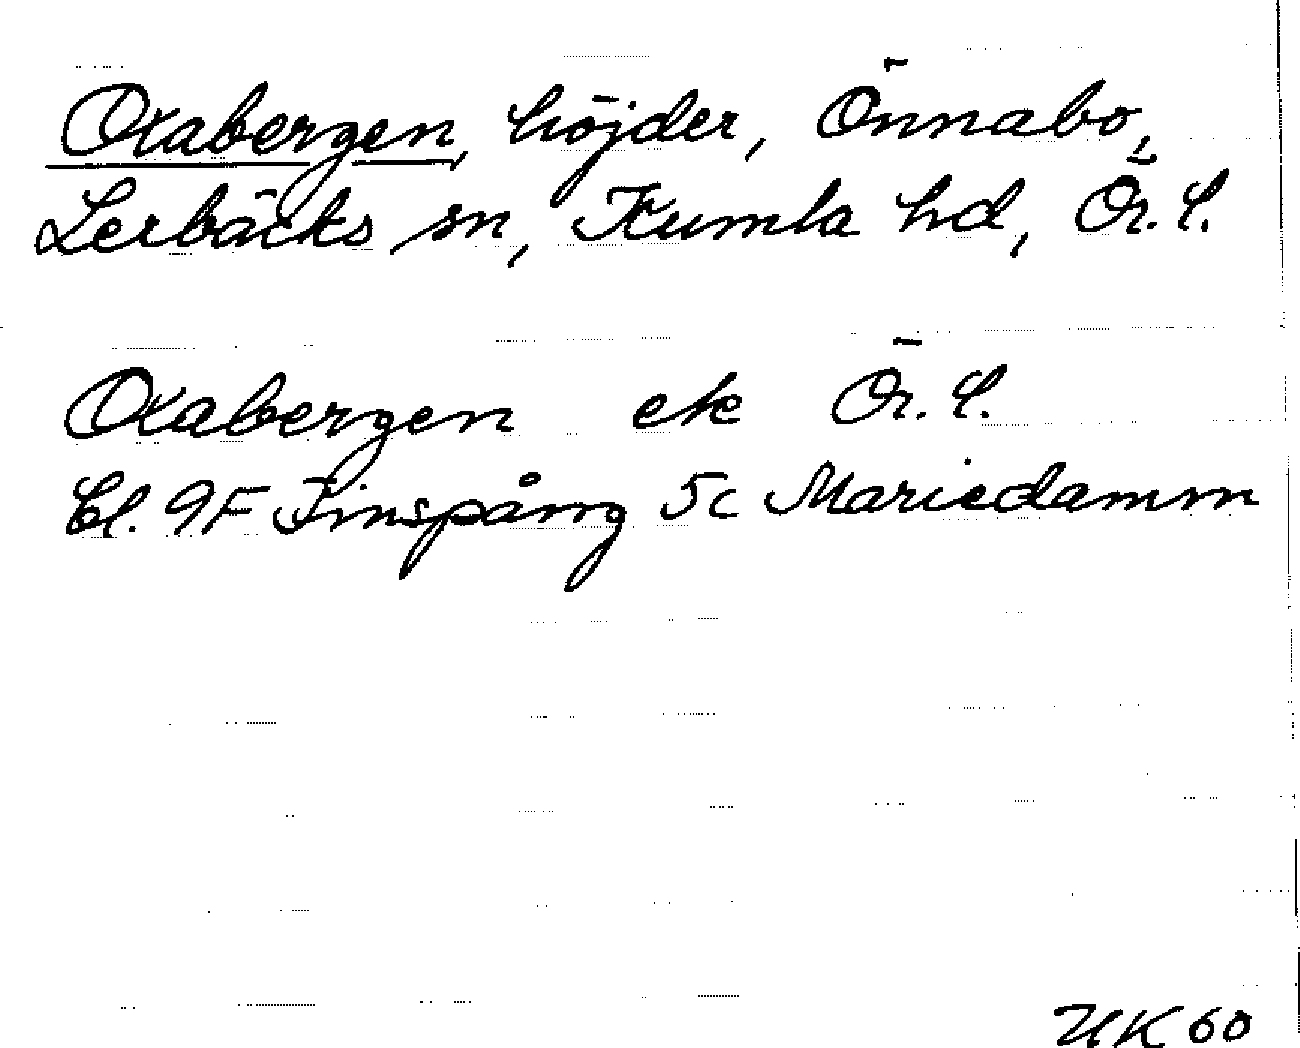 Oxabergen, höjder, Önnabo,
Lerbäcks sn, Kumla hd, Ör. l.
Oxabergen ek Ör. l.
bl. 9F Finspång 5c Mariedamm
UK 60